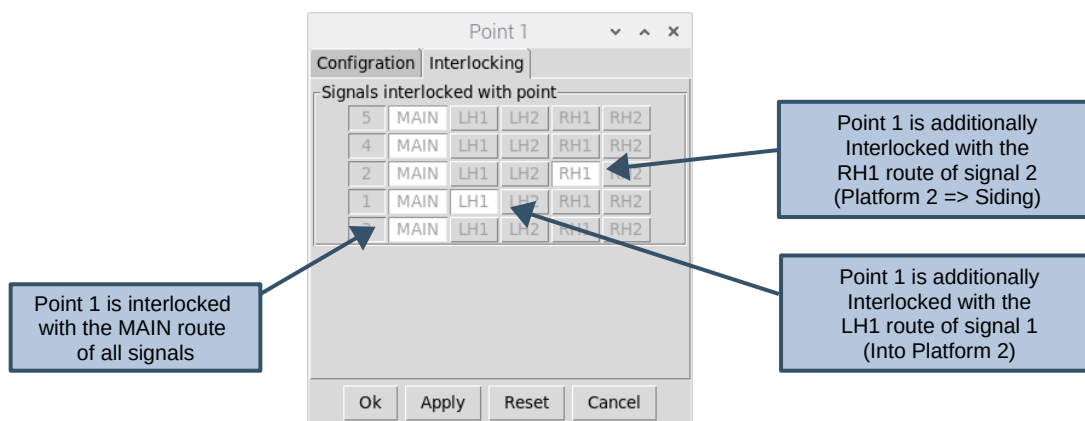 Point 1
Configration Interlocking
Signals interlocked with point
5 MAIN LH1 LH2 RH1 RH2
4 MAIN LH1 LH2 RH1 RH2
2 MAIN LH1 LH2 RH1 RH2
1 MAIN LH1 LH2 RH1 RH2
MAIN LH1 LH2 RH1 RH2
Ok Apply Reset Cancel
Point 1 is interlocked
with the MAIN route
of all signals
Point 1 is additionally
Interlocked with the
RH1 route of signal 2
(Platform 2 => Siding)
Point 1 is additionally
Interlocked with the
LH1 route of signal 1
(Into Platform 2)